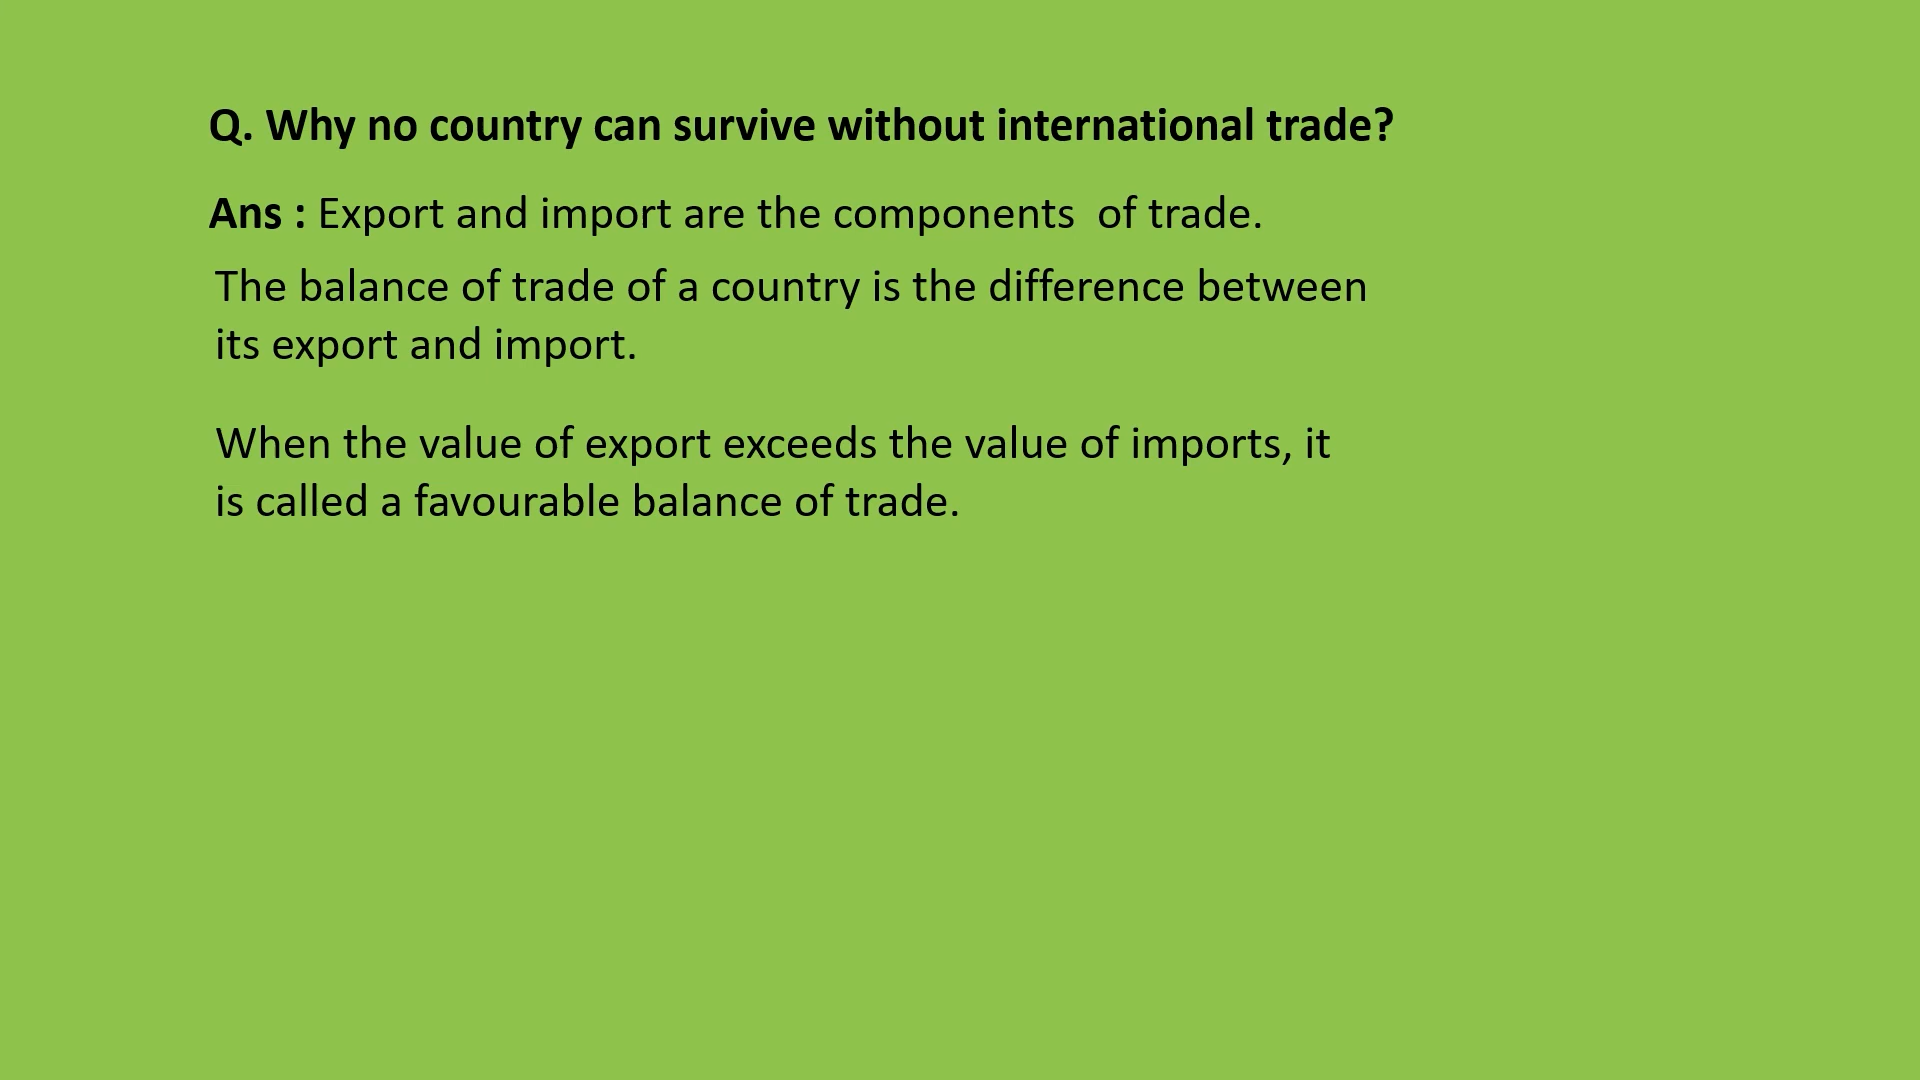 Q. Why no country can survive without international trade?
Ans : Export and import are the components  of trade.
The balance of trade of a country is the difference between
its export and import.
When the value of export exceeds the value of imports, it
is called a favourable balance of trade.